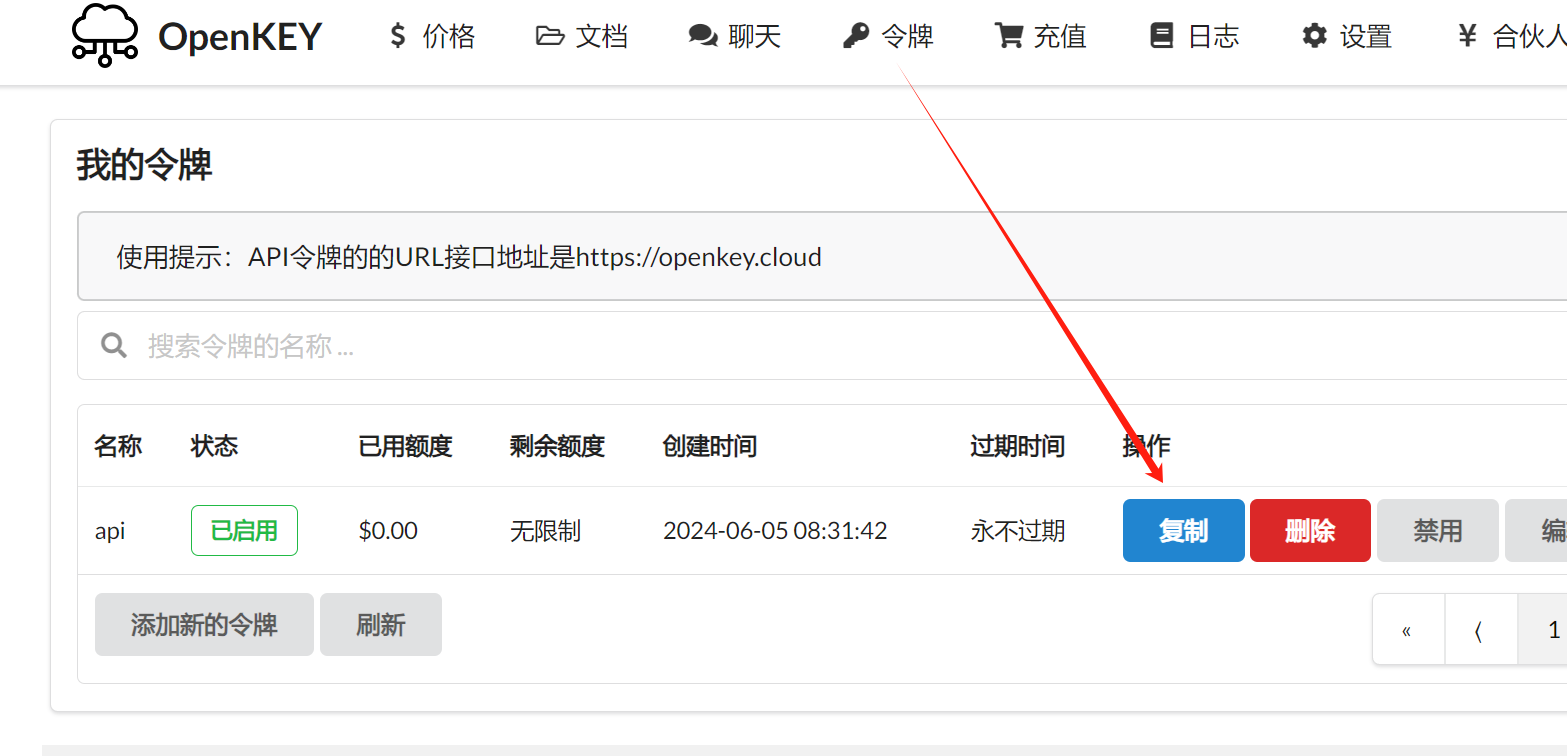 OpenKEY $ 价格 文档 聊天 令牌 充值 日志 设置 ¥ 合伙人
我的令牌
使用提示：API令牌的的URL接口地址是https://openkey.cloud
搜索令牌的名称 ...
名称 状态 已用额度 剩余额度 创建时间 过期时间 操作
api 已启用 $0.00 无限制 2024-06-05 08:31:42 永不过期 复制 删除 禁用
添加新的令牌 刷新 « ⟨ 1